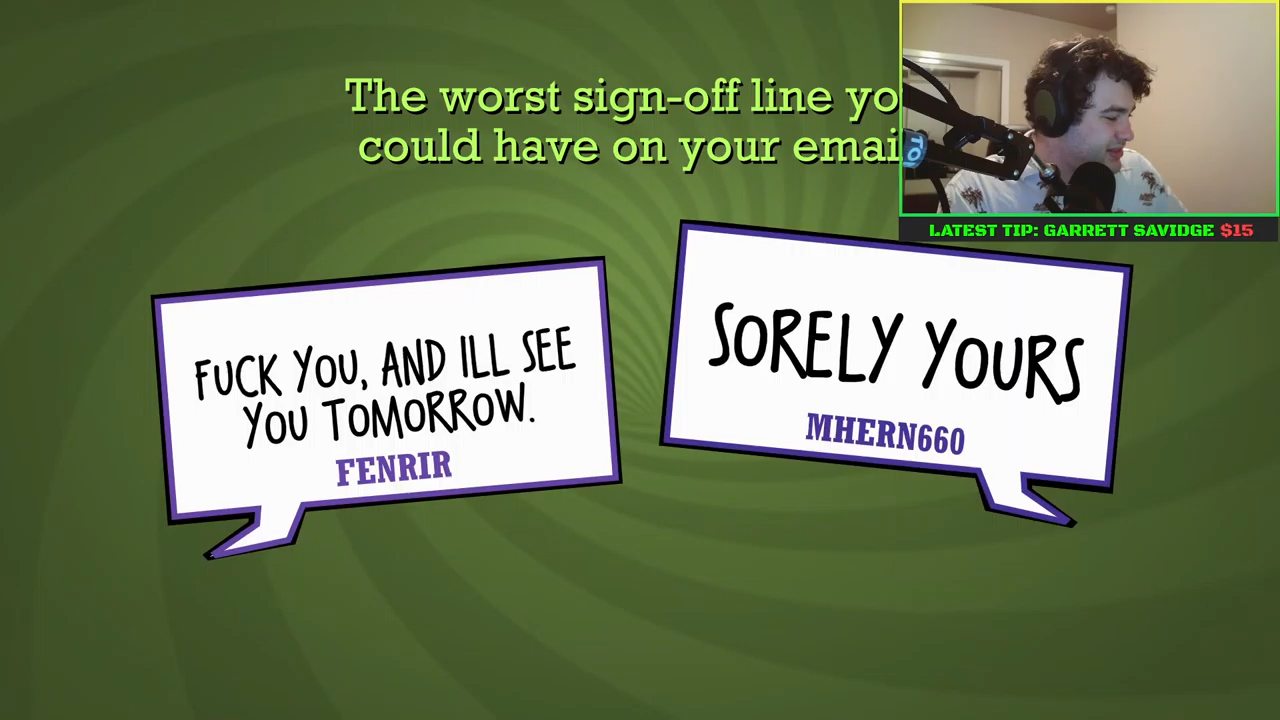 The worst sign-off line yo
could have on your emai
LATEST TIP: GARRETT SAVIDGE $15
FUCK YOU, AND ILL SEE
YOU TOMORROW.
FENRIR
SORELY YOURS
MHERN660
TO